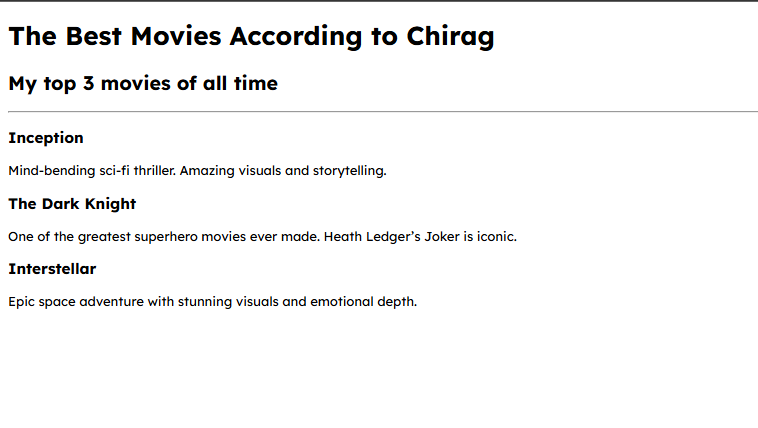 The Best Movies According to Chirag
My top 3 movies of all time
Inception
Mind-bending sci-fi thriller. Amazing visuals and storytelling.
The Dark Knight
One of the greatest superhero movies ever made. Heath Ledger’s Joker is iconic.
Interstellar
Epic space adventure with stunning visuals and emotional depth.